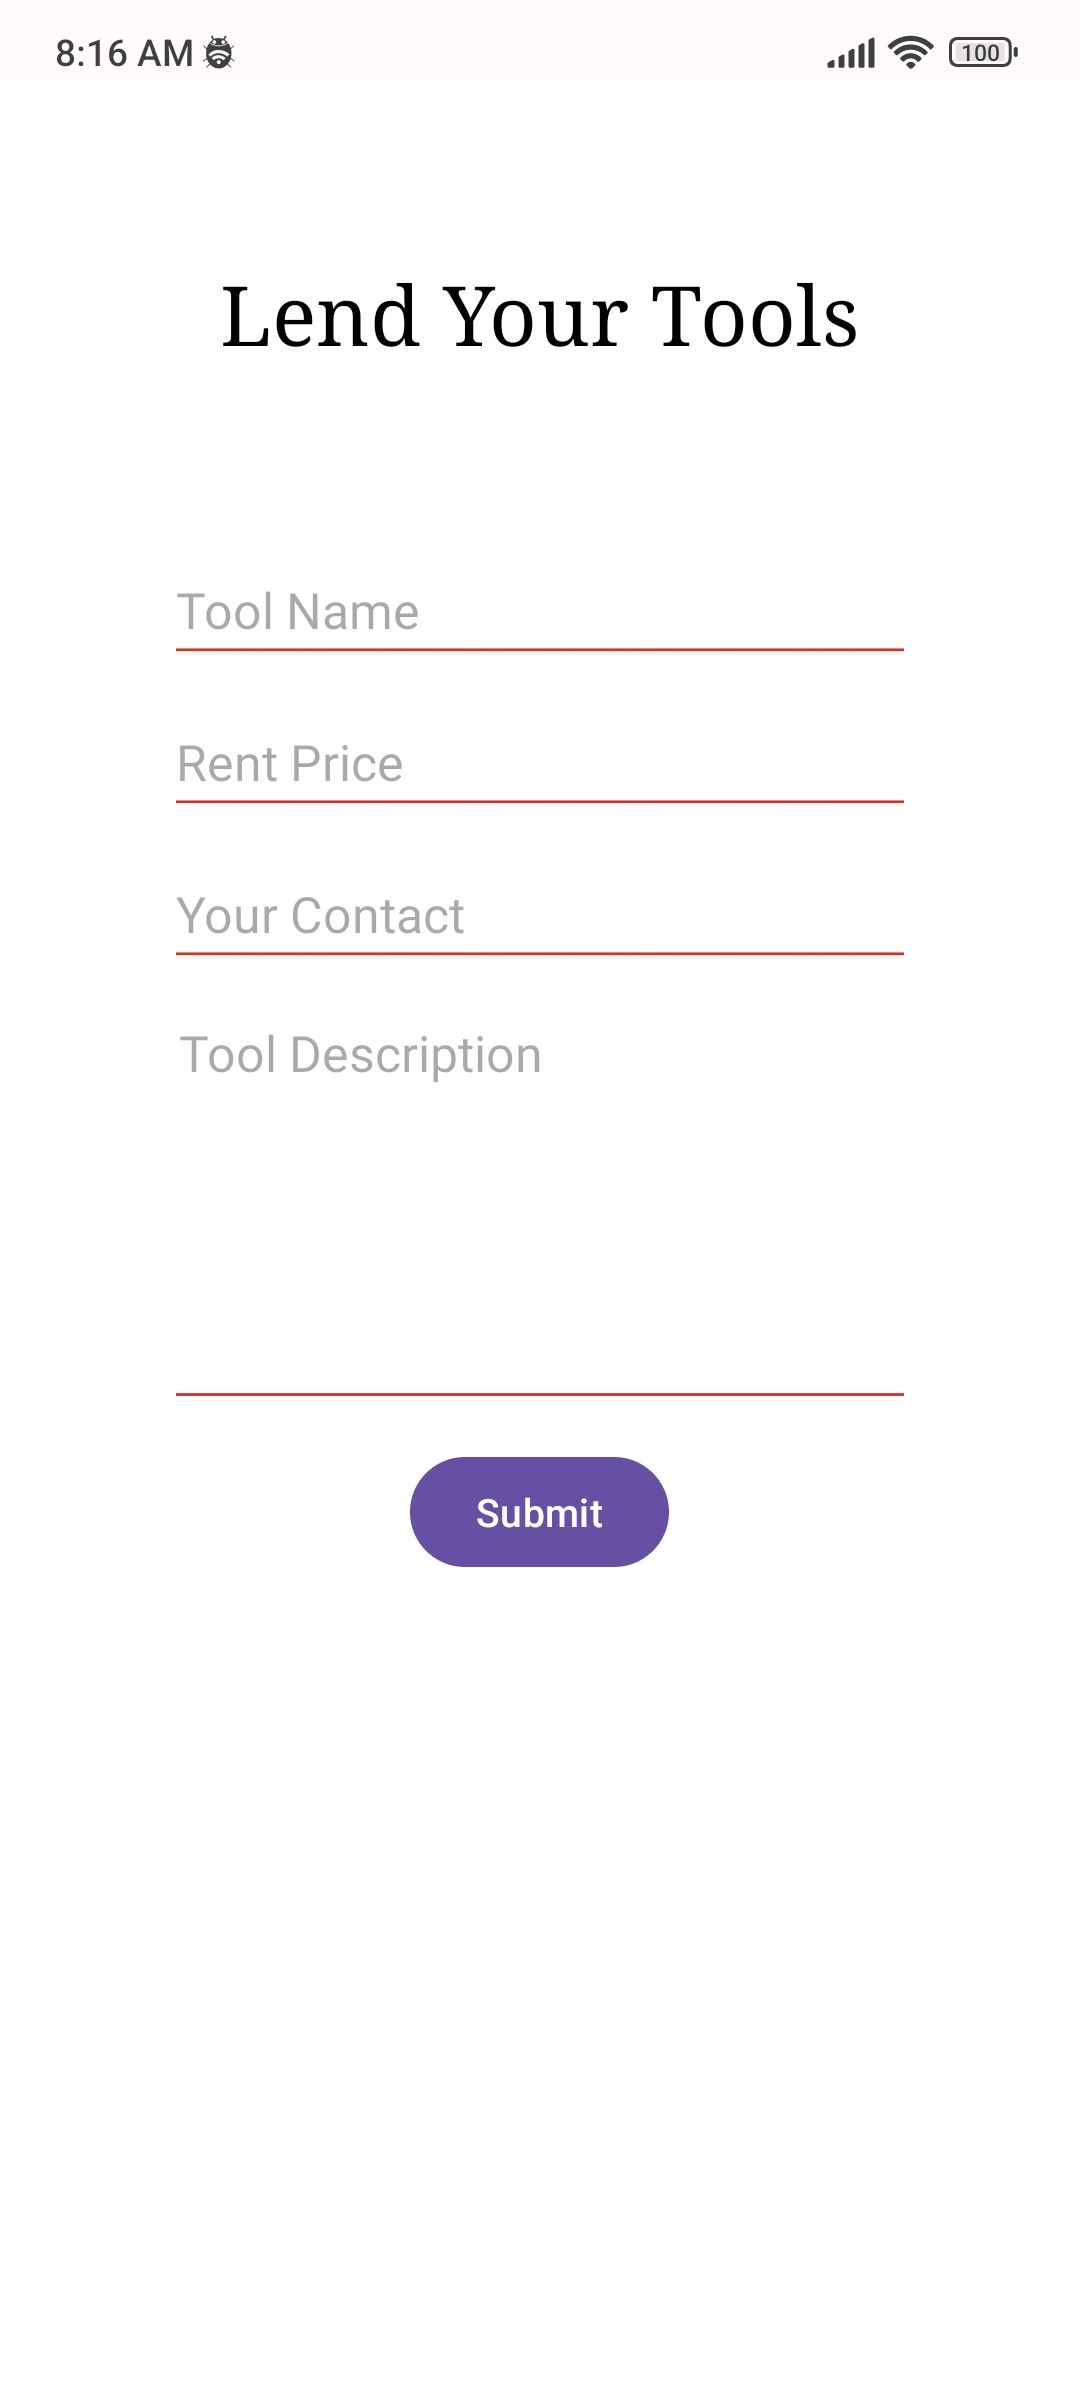 8:16 AM
100
Lend Your Tools
Tool Name
Rent Price
Your Contact
Tool Description
Submit